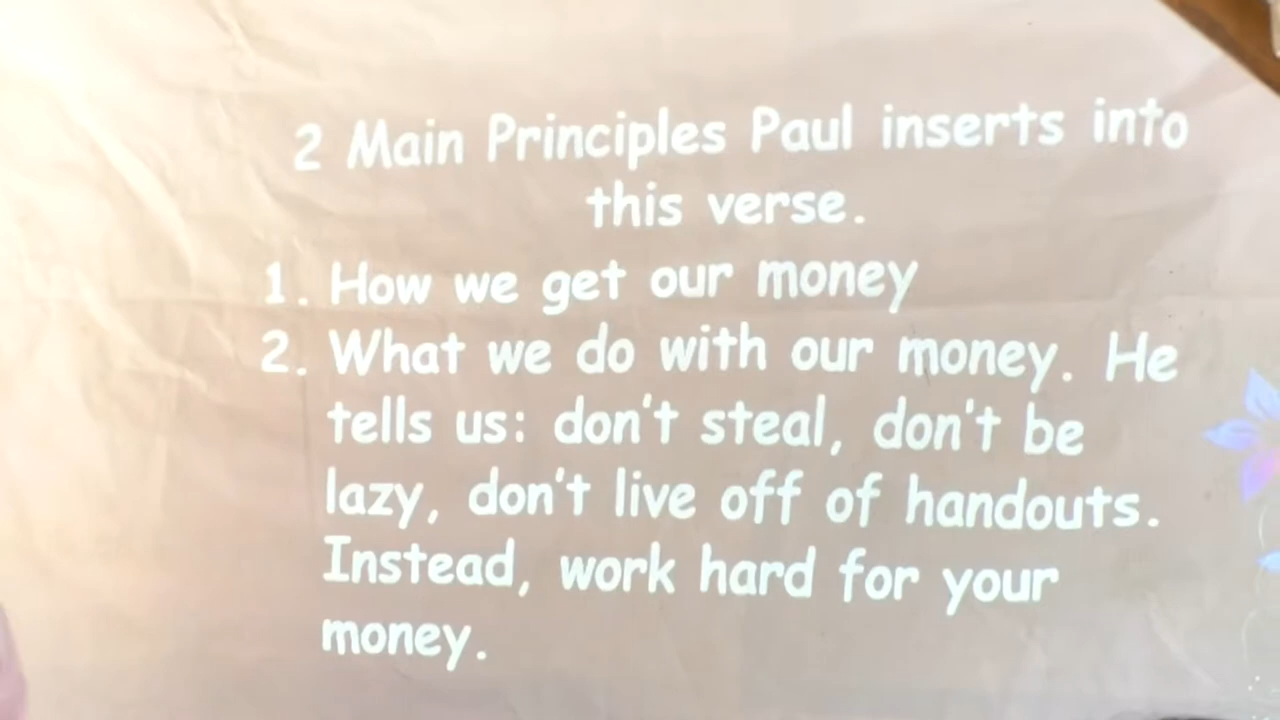 2 Main Principles Paul inserts into
this verse.
1. How we get our money
2. What we do with our money. He
tells us: don't steal, don't be
lazy, don't live off of handouts.
Instead, work hard for your
money.